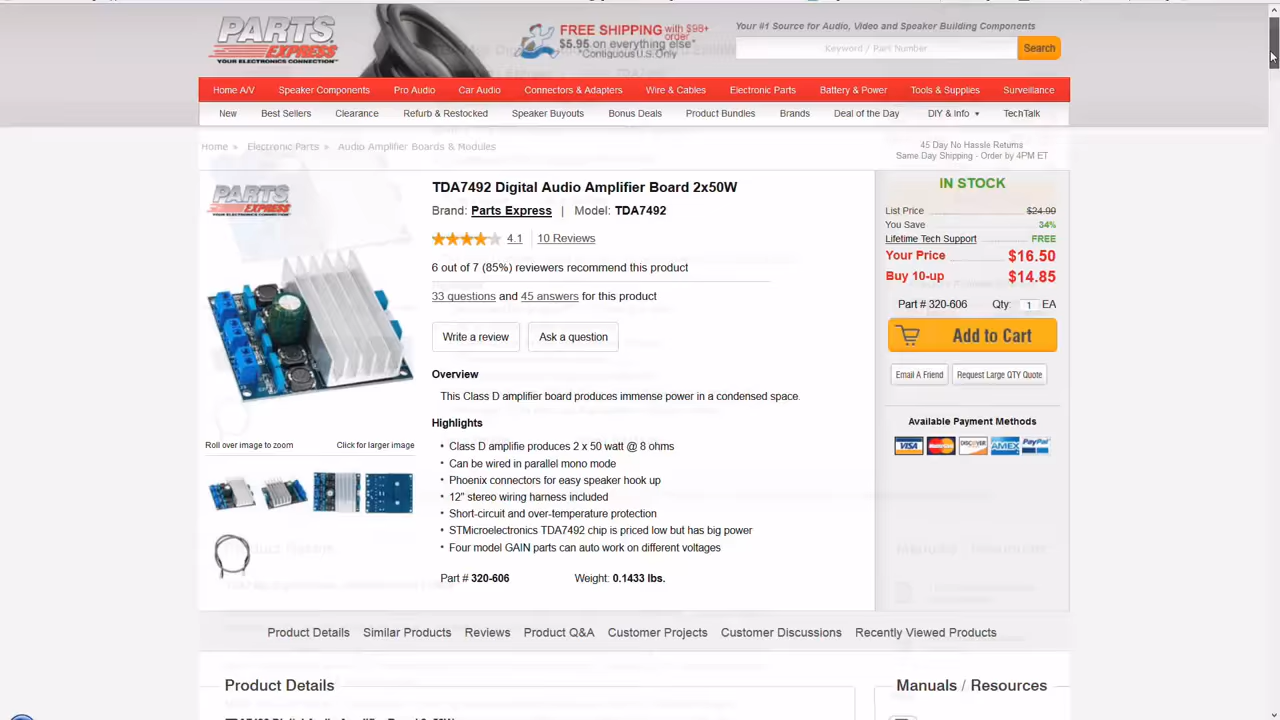 PARTS
EXPRESS
YOUR ELECTRONICS CONNECTION
FREE SHIPPING with $98+ order
$5.95 on everything else*
*Contiguous U.S. Only
Your #1 Source for Audio, Video and Speaker Building Components
Keyword / Part Number
Search
Home A/V Speaker Components Pro Audio Car Audio Connectors & Adapters Wire & Cables Electronic Parts Battery & Power Tools & Supplies Surveillance
New Best Sellers Clearance Refurb & Restocked Speaker Buyouts Bonus Deals Product Bundles Brands Deal of the Day DIY & Info TechTalk
Home » Electronic Parts » Audio Amplifier Boards & Modules
45 Day No Hassle Returns
Same Day Shipping - Order by 4PM ET
PARTS
EXPRESS
TDA7492 Digital Audio Amplifier Board 2x50W
Brand: Parts Express | Model: TDA7492
4.1 10 Reviews
6 out of 7 (85%) reviewers recommend this product
33 questions and 45 answers for this product
Write a review Ask a question
Overview
This Class D amplifier board produces immense power in a condensed space.
Highlights
• Class D amplifie produces 2 x 50 watt @ 8 ohms
• Can be wired in parallel mono mode
• Phoenix connectors for easy speaker hook up
• 12" stereo wiring harness included
• Short-circuit and over-temperature protection
• STMicroelectronics TDA7492 chip is priced low but has big power
• Four model GAIN parts can auto work on different voltages
Part # 320-606 Weight: 0.1433 lbs.
Roll over image to zoom Click for larger image
IN STOCK
List Price $24.99
You Save 34%
Lifetime Tech Support FREE
Your Price $16.50
Buy 10-up $14.85
Part # 320-606 Qty: 1 EA
Add to Cart
Email A Friend Request Large QTY Quote
Available Payment Methods
VISA MasterCard DISCOVER AMEX PayPal
Product Details Similar Products Reviews Product Q&A Customer Projects Customer Discussions Recently Viewed Products
Product Details
Manuals / Resources